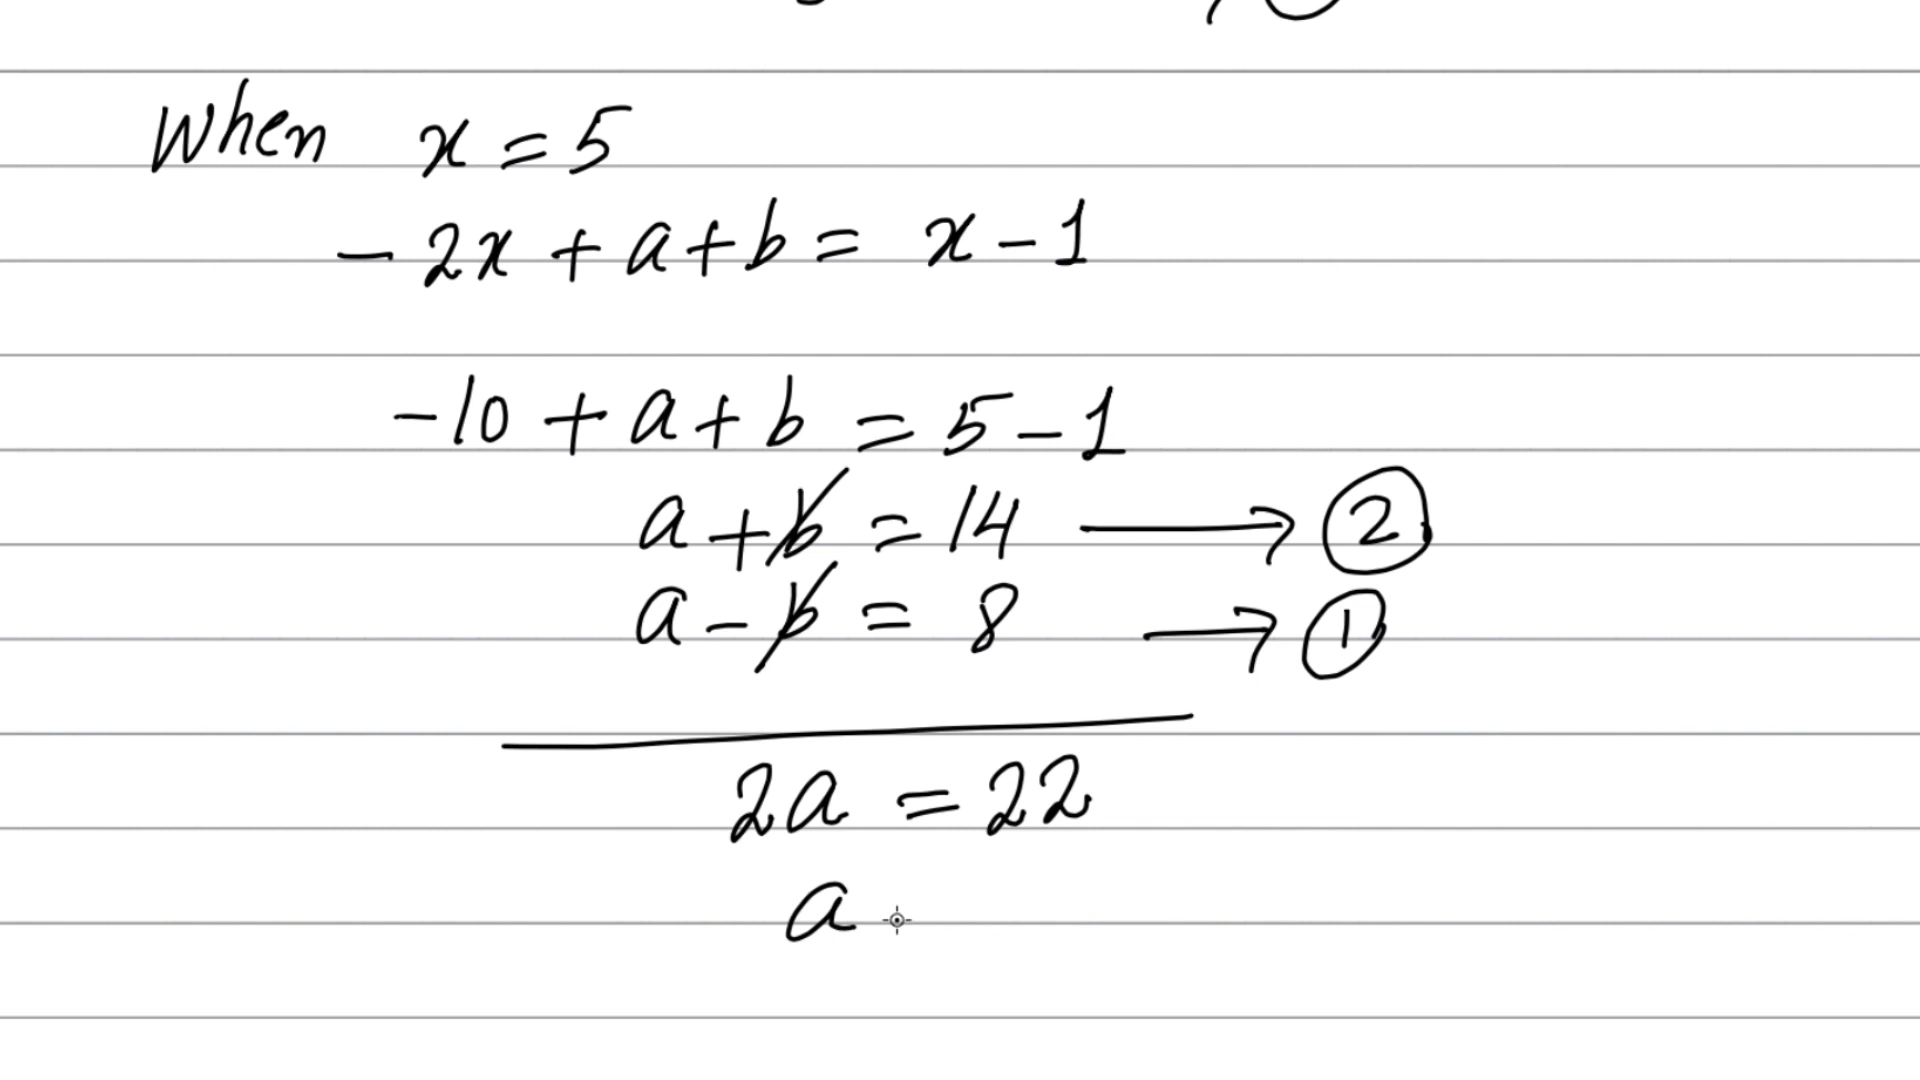 When x = 5
- 2x + a + b = x - 1
-10 + a + b = 5 - 1
a + b = 14 → 2
a - b = 8 → 1
2a = 22
a